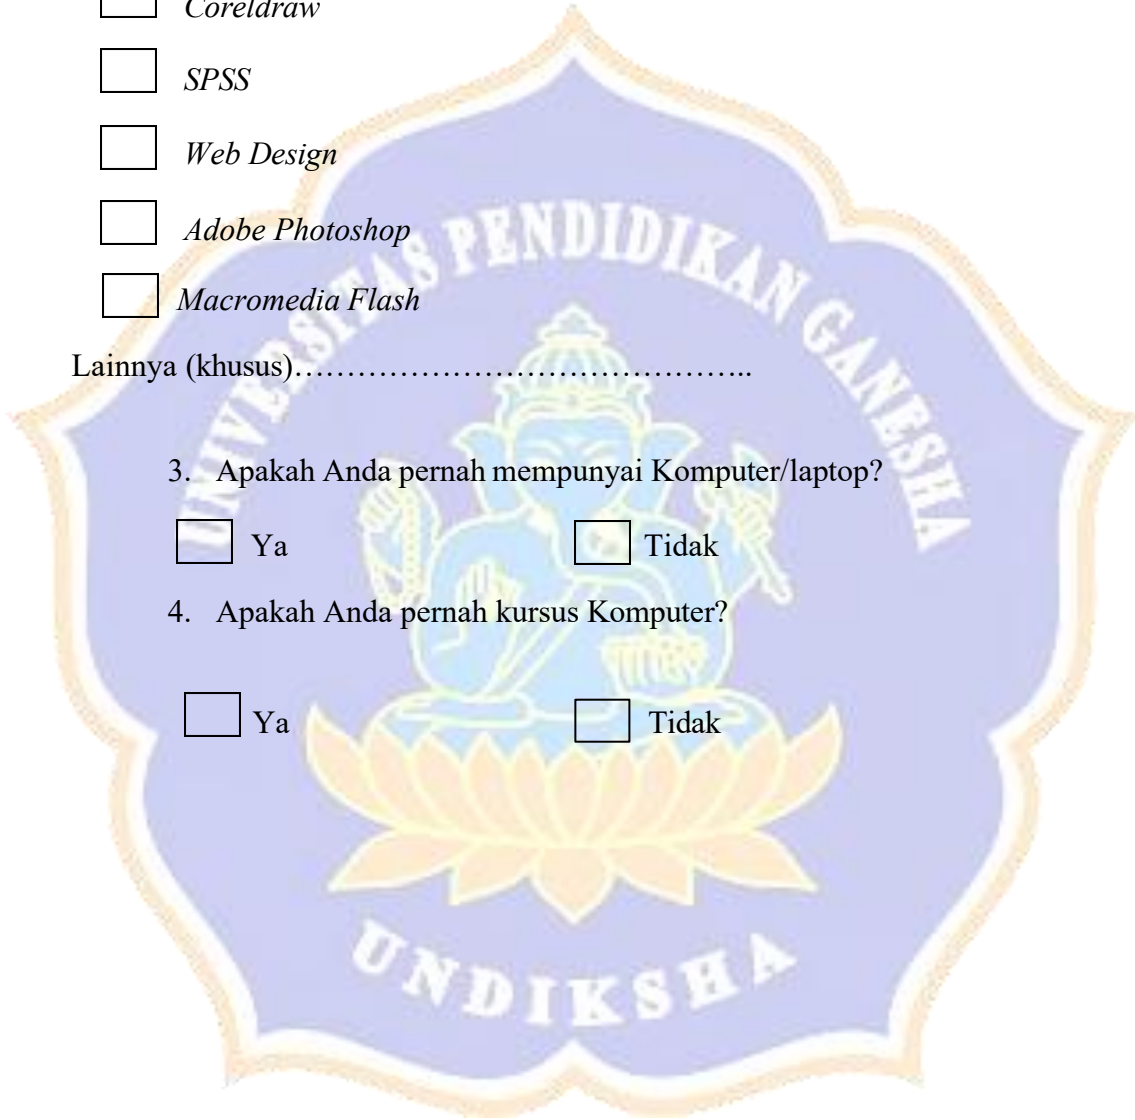 Coreldraw
SPSS
Web Design
Adobe Photoshop
Macromedia Flash
Lainnya (khusus)……………………………………..
3. Apakah Anda pernah mempunyai Komputer/laptop?
Ya Tidak
4. Apakah Anda pernah kursus Komputer?
Ya Tidak
UNIVERSITAS PENDIDIKAN GANESHA
UNDIKSHA